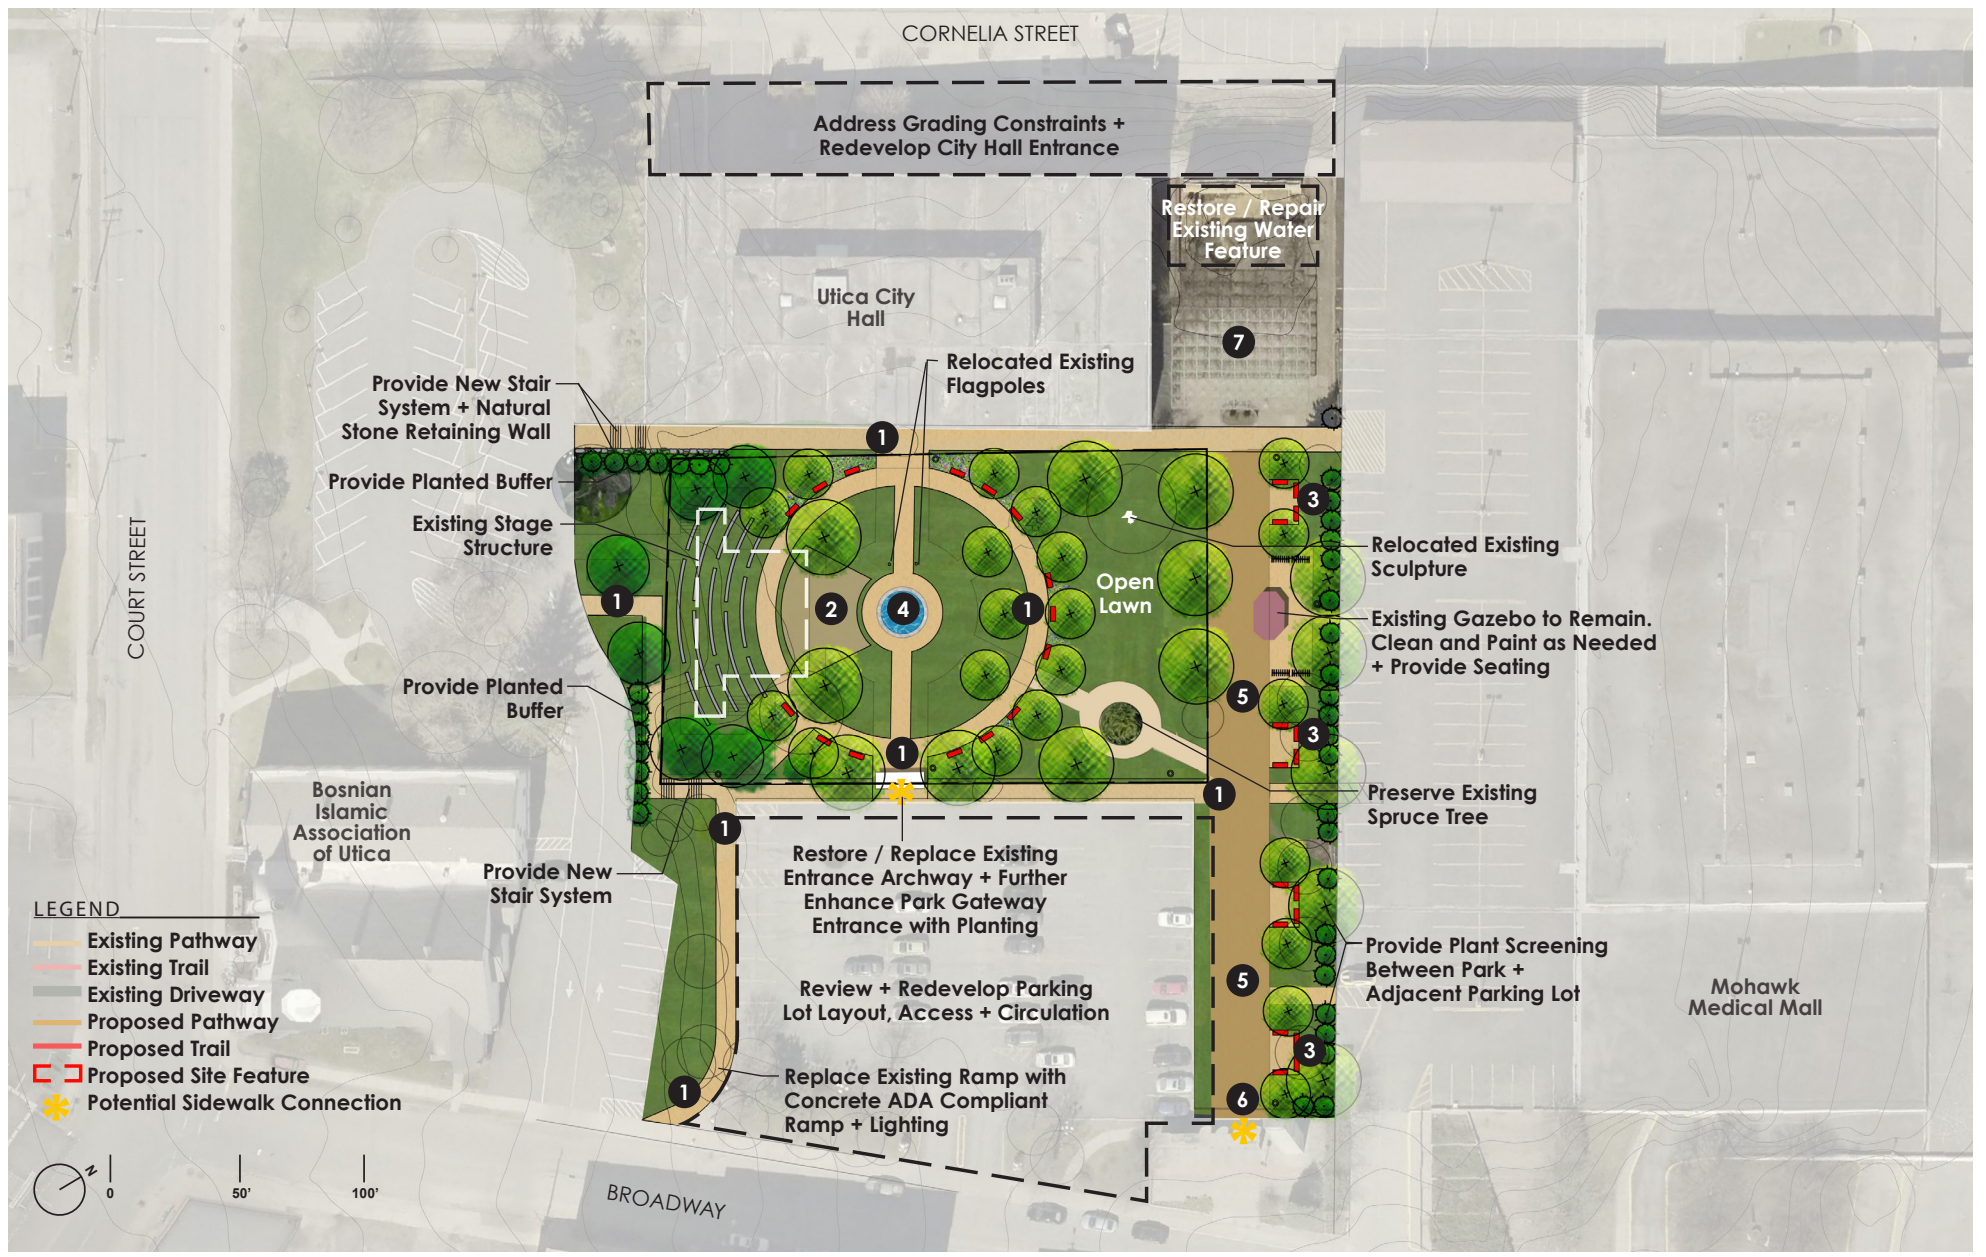 CORNELIA STREET
Address Grading Constraints +
Redevelop City Hall Entrance
Restore / Repair
Existing Water
Feature
Utica City
Hall
7
Relocated Existing
Flagpoles
Provide New Stair
System + Natural
Stone Retaining Wall
1
Provide Planted Buffer
3
Existing Stage
Structure
COURT STREET
Relocated Existing
Sculpture
Open
Lawn
1
2
4
1
Existing Gazebo to Remain.
Clean and Paint as Needed
+ Provide Seating
Provide Planted
Buffer
5
3
1
Preserve Existing
Spruce Tree
1
1
Bosnian
Islamic
Association
of Utica
Provide New
Stair System
Restore / Replace Existing
Entrance Archway + Further
Enhance Park Gateway
Entrance with Planting
Provide Plant Screening
Between Park +
Adjacent Parking Lot
5
Review + Redevelop Parking
Lot Layout, Access + Circulation
Mohawk
Medical Mall
3
Replace Existing Ramp with
Concrete ADA Compliant
Ramp + Lighting
1
6
BROADWAY
LEGEND
Existing Pathway
Existing Trail
Existing Driveway
Proposed Pathway
Proposed Trail
Proposed Site Feature
Potential Sidewalk Connection
N
0
50'
100'